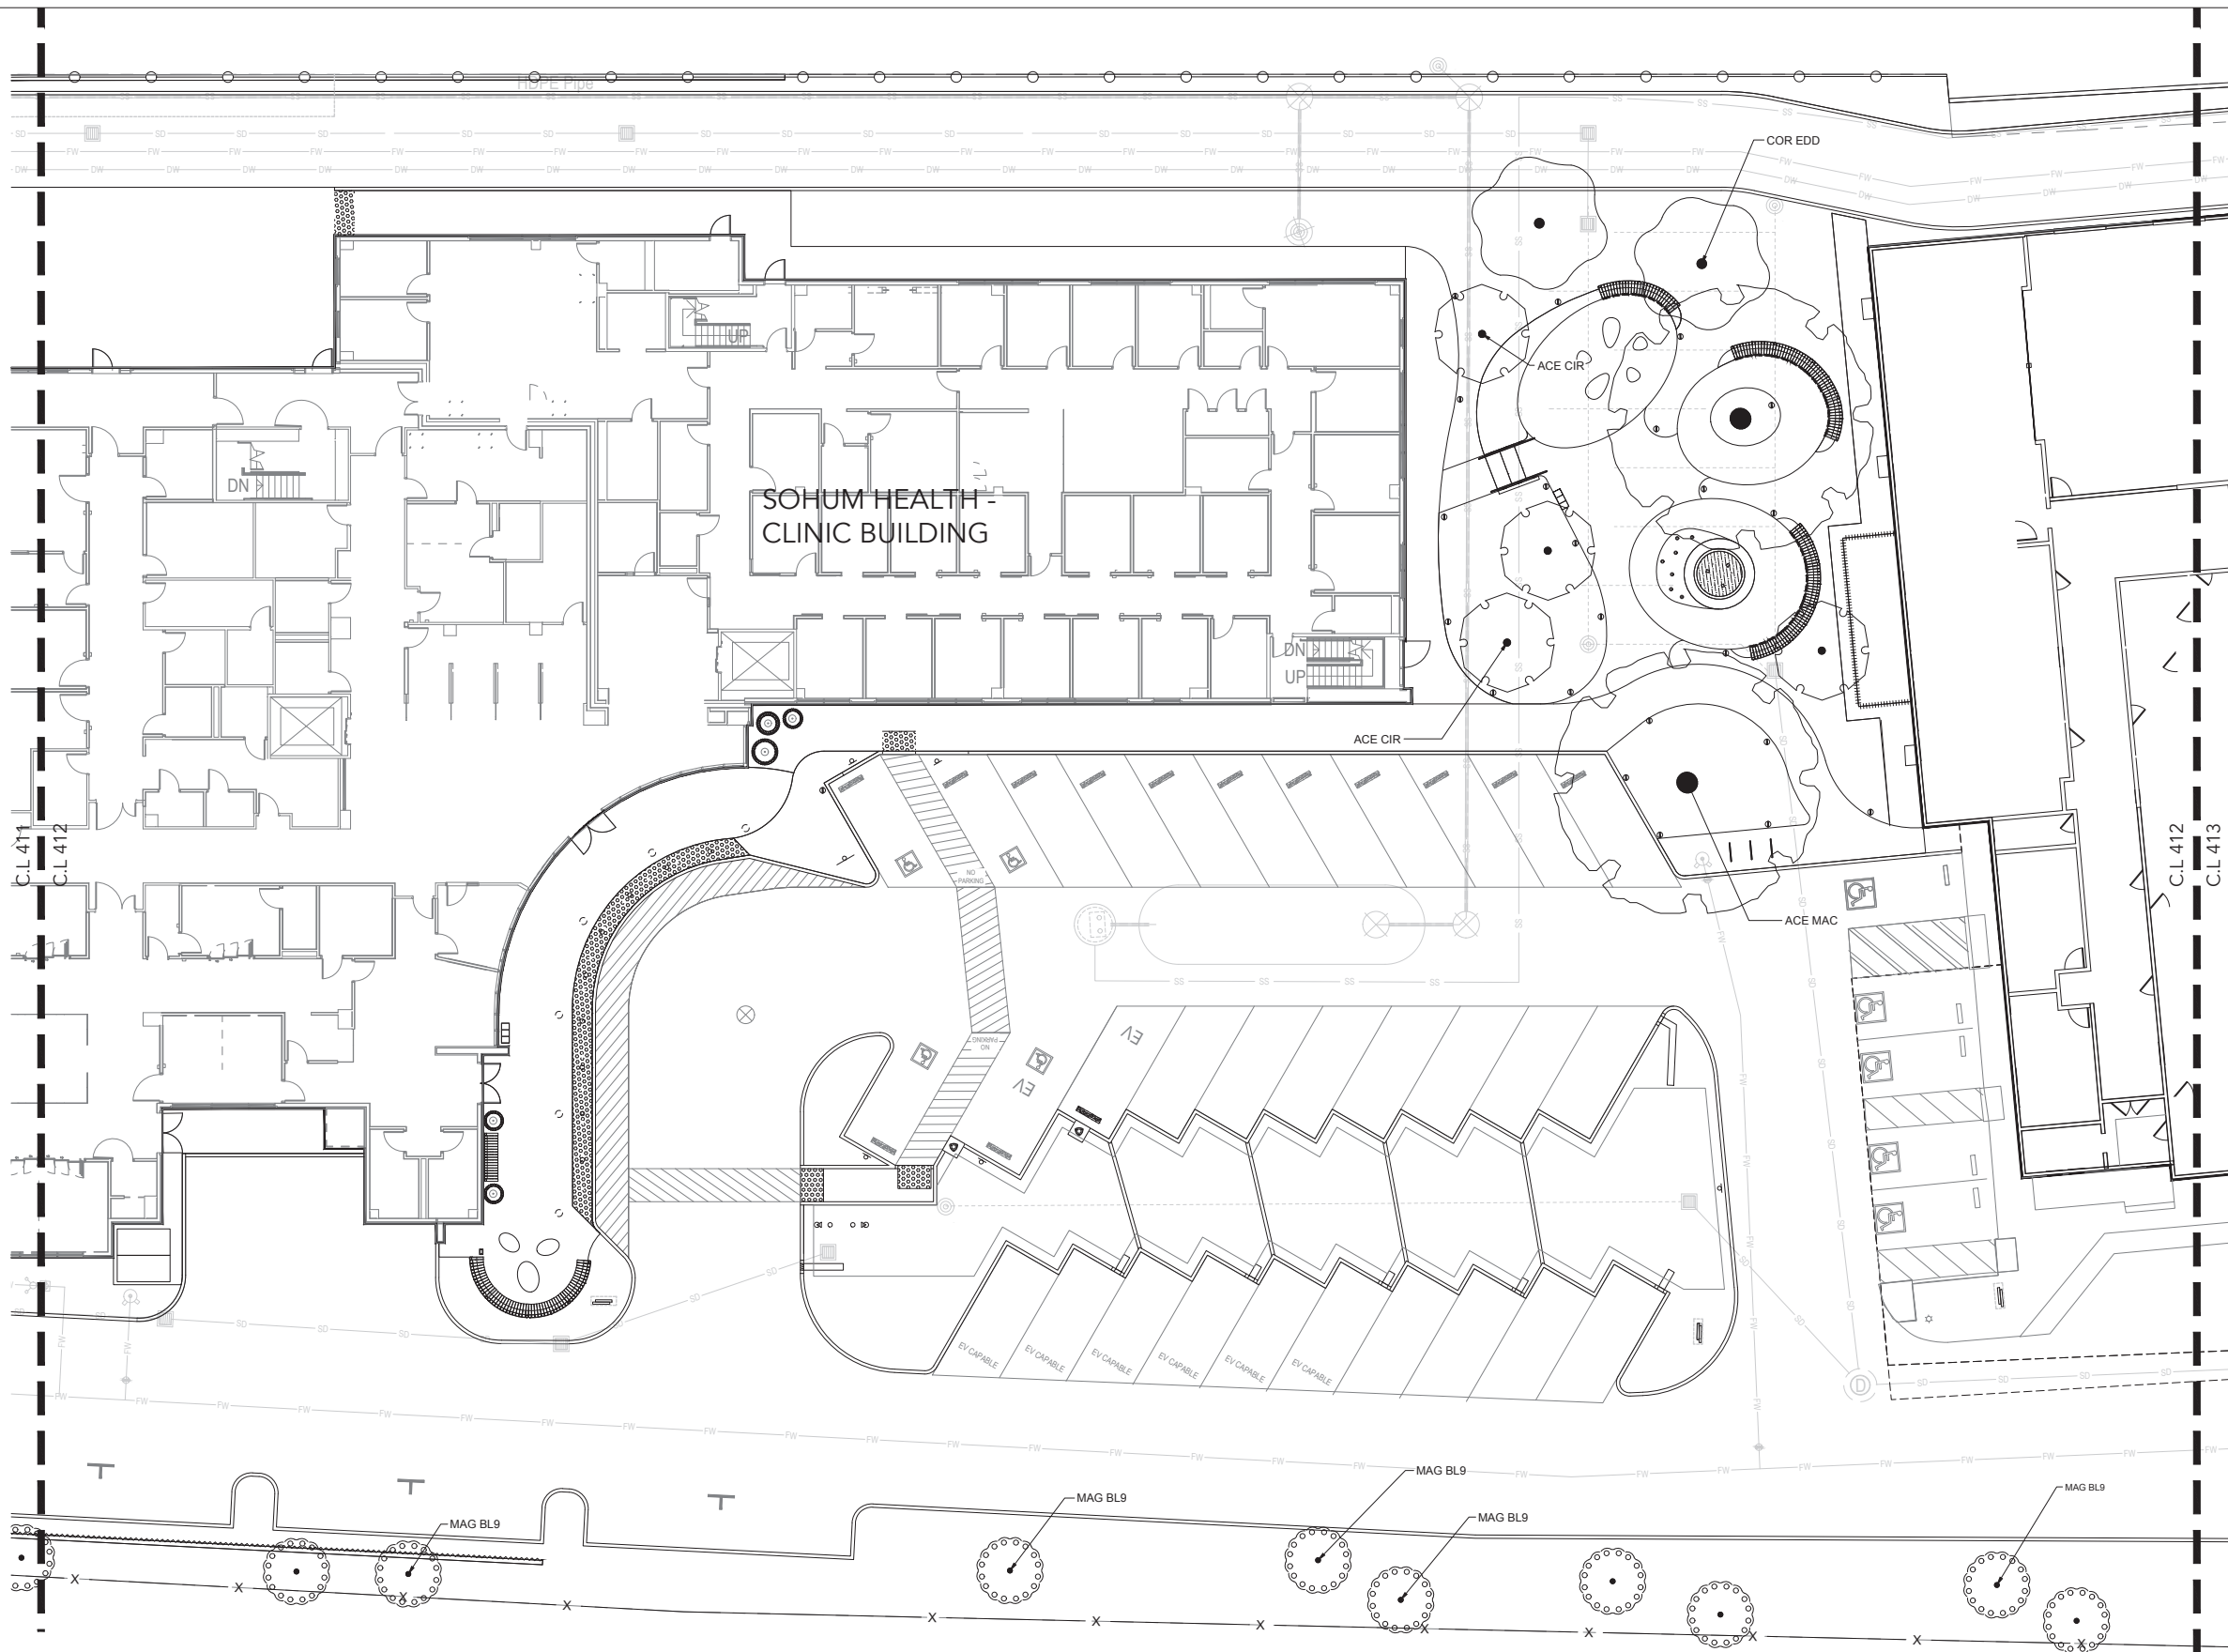 HDPE Pipe
COR EDD
ACE CIR
UP
DN
SOHUM HEALTH -
CLINIC BUILDING
DN
UP
ACE CIR
C.L 411
C.L 412
C.L 412
C.L 413
NO
PARKING
ACE MAC
NO
PARKING
EV
EV
EV CAPABLE
EV CAPABLE
EV CAPABLE
EV CAPABLE
EV CAPABLE
EV CAPABLE
D
MAG BL9
MAG BL9
MAG BL9
MAG BL9
MAG BL9